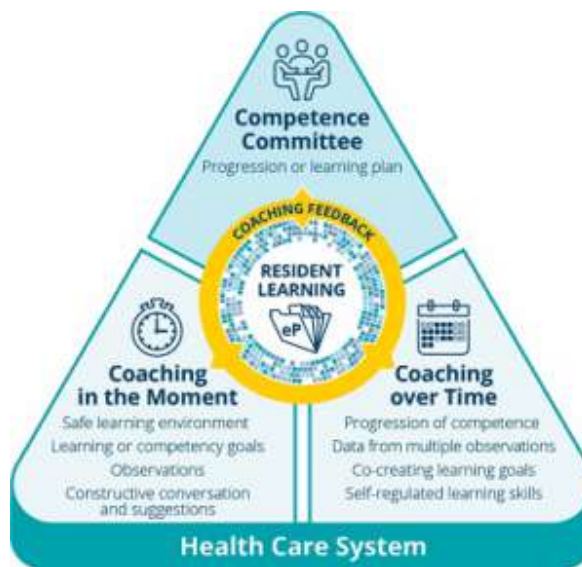 Competence
Committee
Progression or learning plan
COACHING FEEDBACK
RESIDENT
LEARNING
eP
Coaching
in the Moment
Safe learning environment
Learning or competency goals
Observations
Constructive conversation
and suggestions
Coaching
over Time
Progression of competence
Data from multiple observations
Co-creating learning goals
Self-regulated learning skills
Health Care System